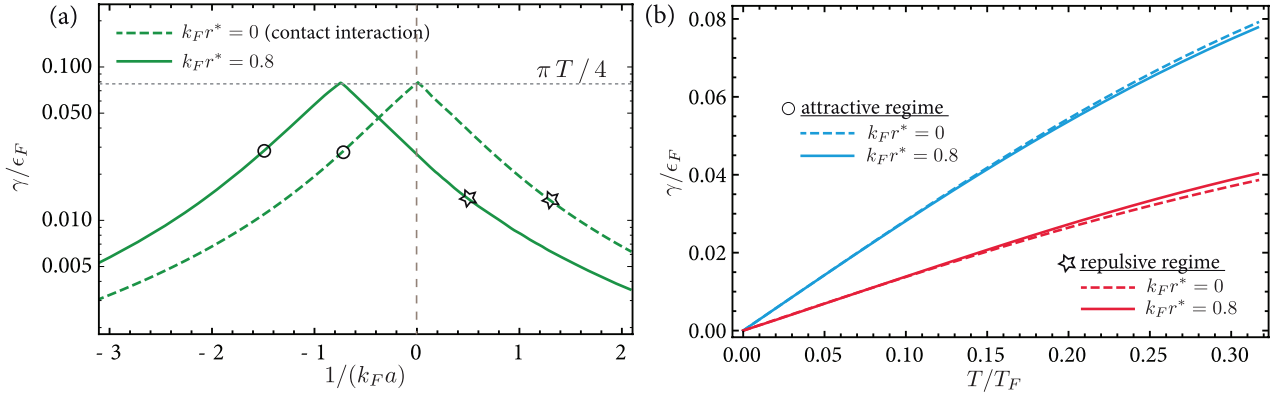 (a)
k_F r* = 0 (contact interaction)
k_F r* = 0.8
π T / 4
0.100
0.050
0.010
0.005
γ/ϵ_F
- 3 - 2 - 1 0 1 2
1/(k_F a)
(b)
0.08
0.06
0.04
0.02
0.00
γ/ϵ_F
attractive regime
k_F r* = 0
k_F r* = 0.8
repulsive regime
k_F r* = 0
k_F r* = 0.8
0.00 0.05 0.10 0.15 0.20 0.25 0.30
T/T_F